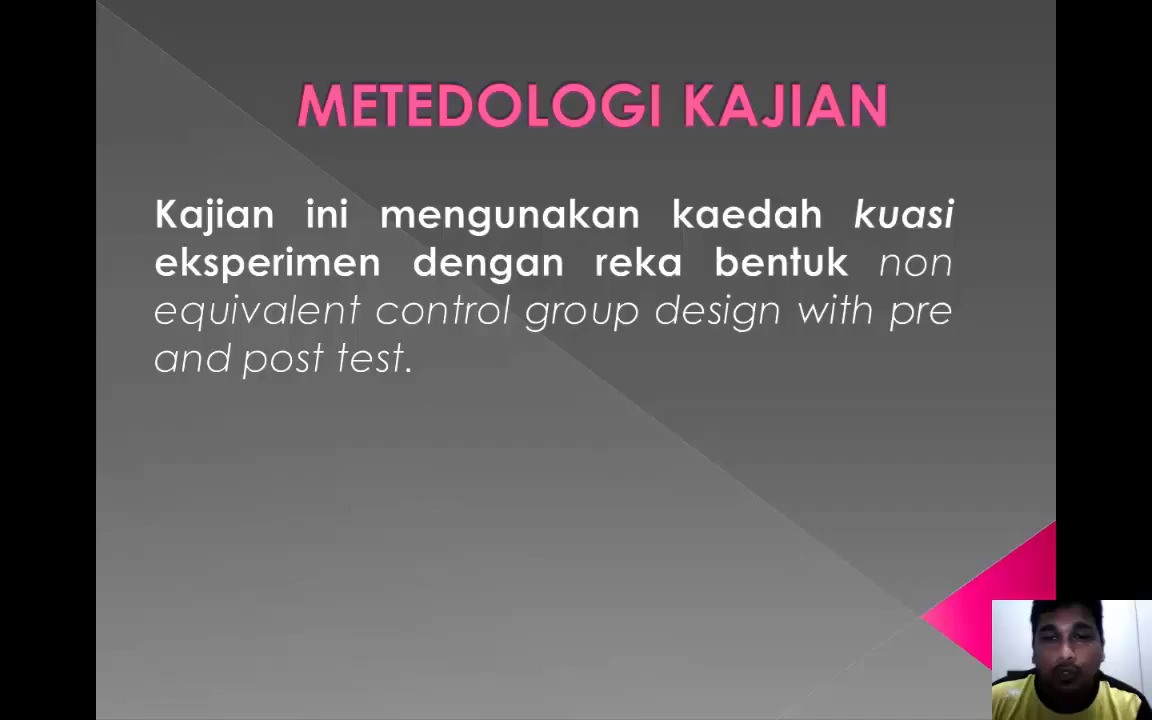 METEDOLOGI KAJIAN
Kajian ini mengunakan kaedah kuasi
eksperimen dengan reka bentuk non
equivalent control group design with pre
and post test.